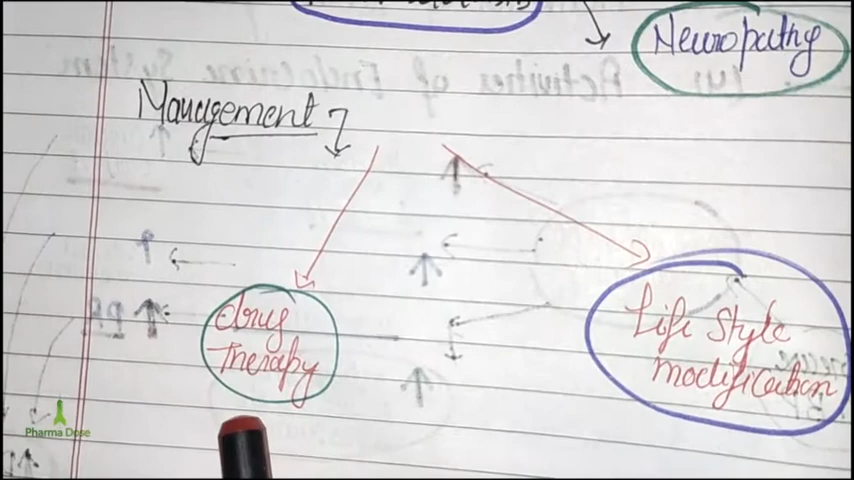 Neuropathy
Management
drug
Therapy
Life Style
modification
Pharma Dose